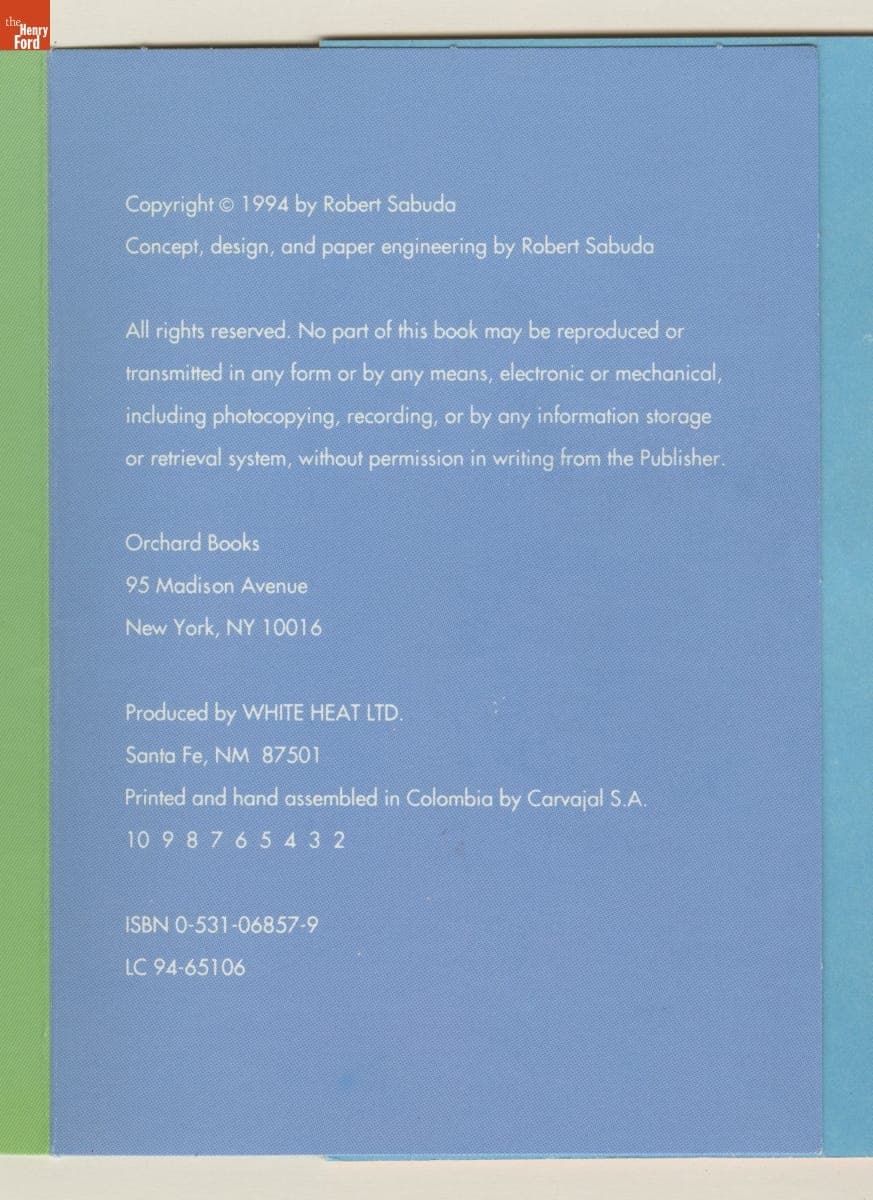 the
Henry
Ford
Copyright © 1994 by Robert Sabuda
Concept, design, and paper engineering by Robert Sabuda
All rights reserved. No part of this book may be reproduced or
transmitted in any form or by any means, electronic or mechanical,
including photocopying, recording, or by any information storage
or retrieval system, without permission in writing from the Publisher.
Orchard Books
95 Madison Avenue
New York, NY 10016
Produced by WHITE HEAT LTD.
Santa Fe, NM  87501
Printed and hand assembled in Colombia by Carvajal S.A.
10 9 8 7 6 5 4 3 2
ISBN 0-531-06857-9
LC 94-65106